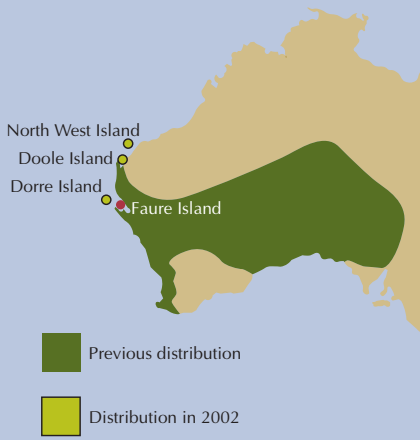 North West Island
Doole Island
Dorre Island
Faure Island
Previous distribution
Distribution in 2002